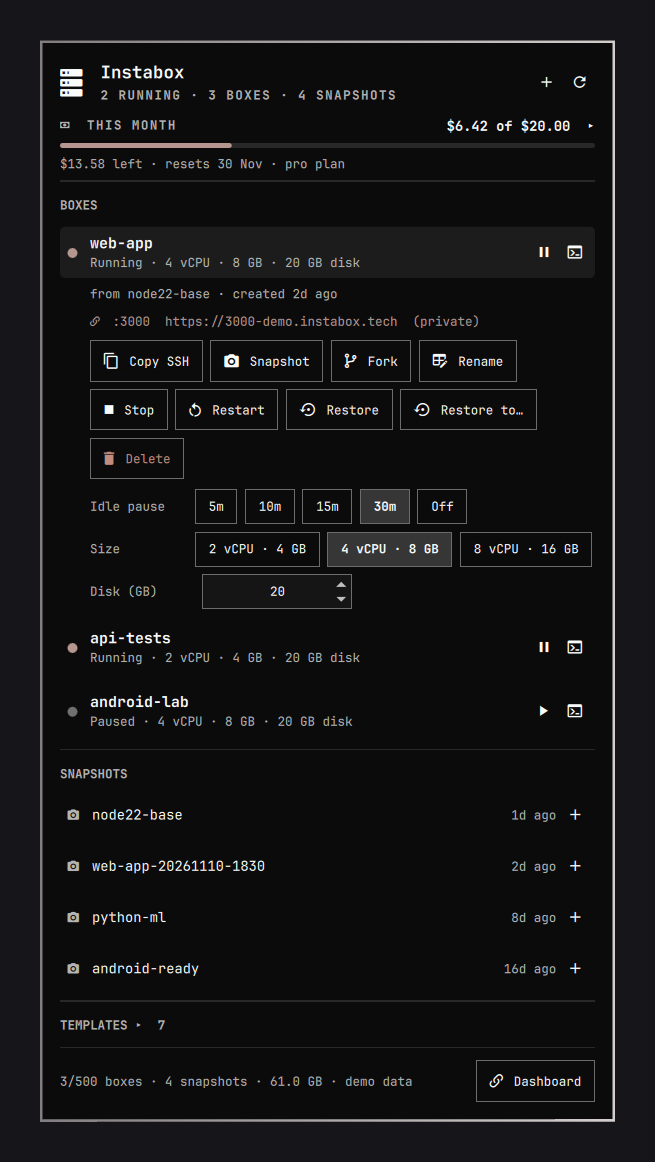 Instabox
2 RUNNING · 3 BOXES · 4 SNAPSHOTS
THIS MONTH $6.42 of $20.00
$13.58 left · resets 30 Nov · pro plan
BOXES
web-app
Running · 4 vCPU · 8 GB · 20 GB disk
from node22-base · created 2d ago
:3000 https://3000-demo.instabox.tech (private)
Copy SSH Snapshot Fork Rename
Stop Restart Restore Restore to…
Delete
Idle pause 5m 10m 15m 30m Off
Size 2 vCPU · 4 GB 4 vCPU · 8 GB 8 vCPU · 16 GB
Disk (GB) 20
api-tests
Running · 2 vCPU · 4 GB · 20 GB disk
android-lab
Paused · 4 vCPU · 8 GB · 20 GB disk
SNAPSHOTS
node22-base 1d ago
web-app-20261110-1830 2d ago
python-ml 8d ago
android-ready 16d ago
TEMPLATES 7
3/500 boxes · 4 snapshots · 61.0 GB · demo data Dashboard